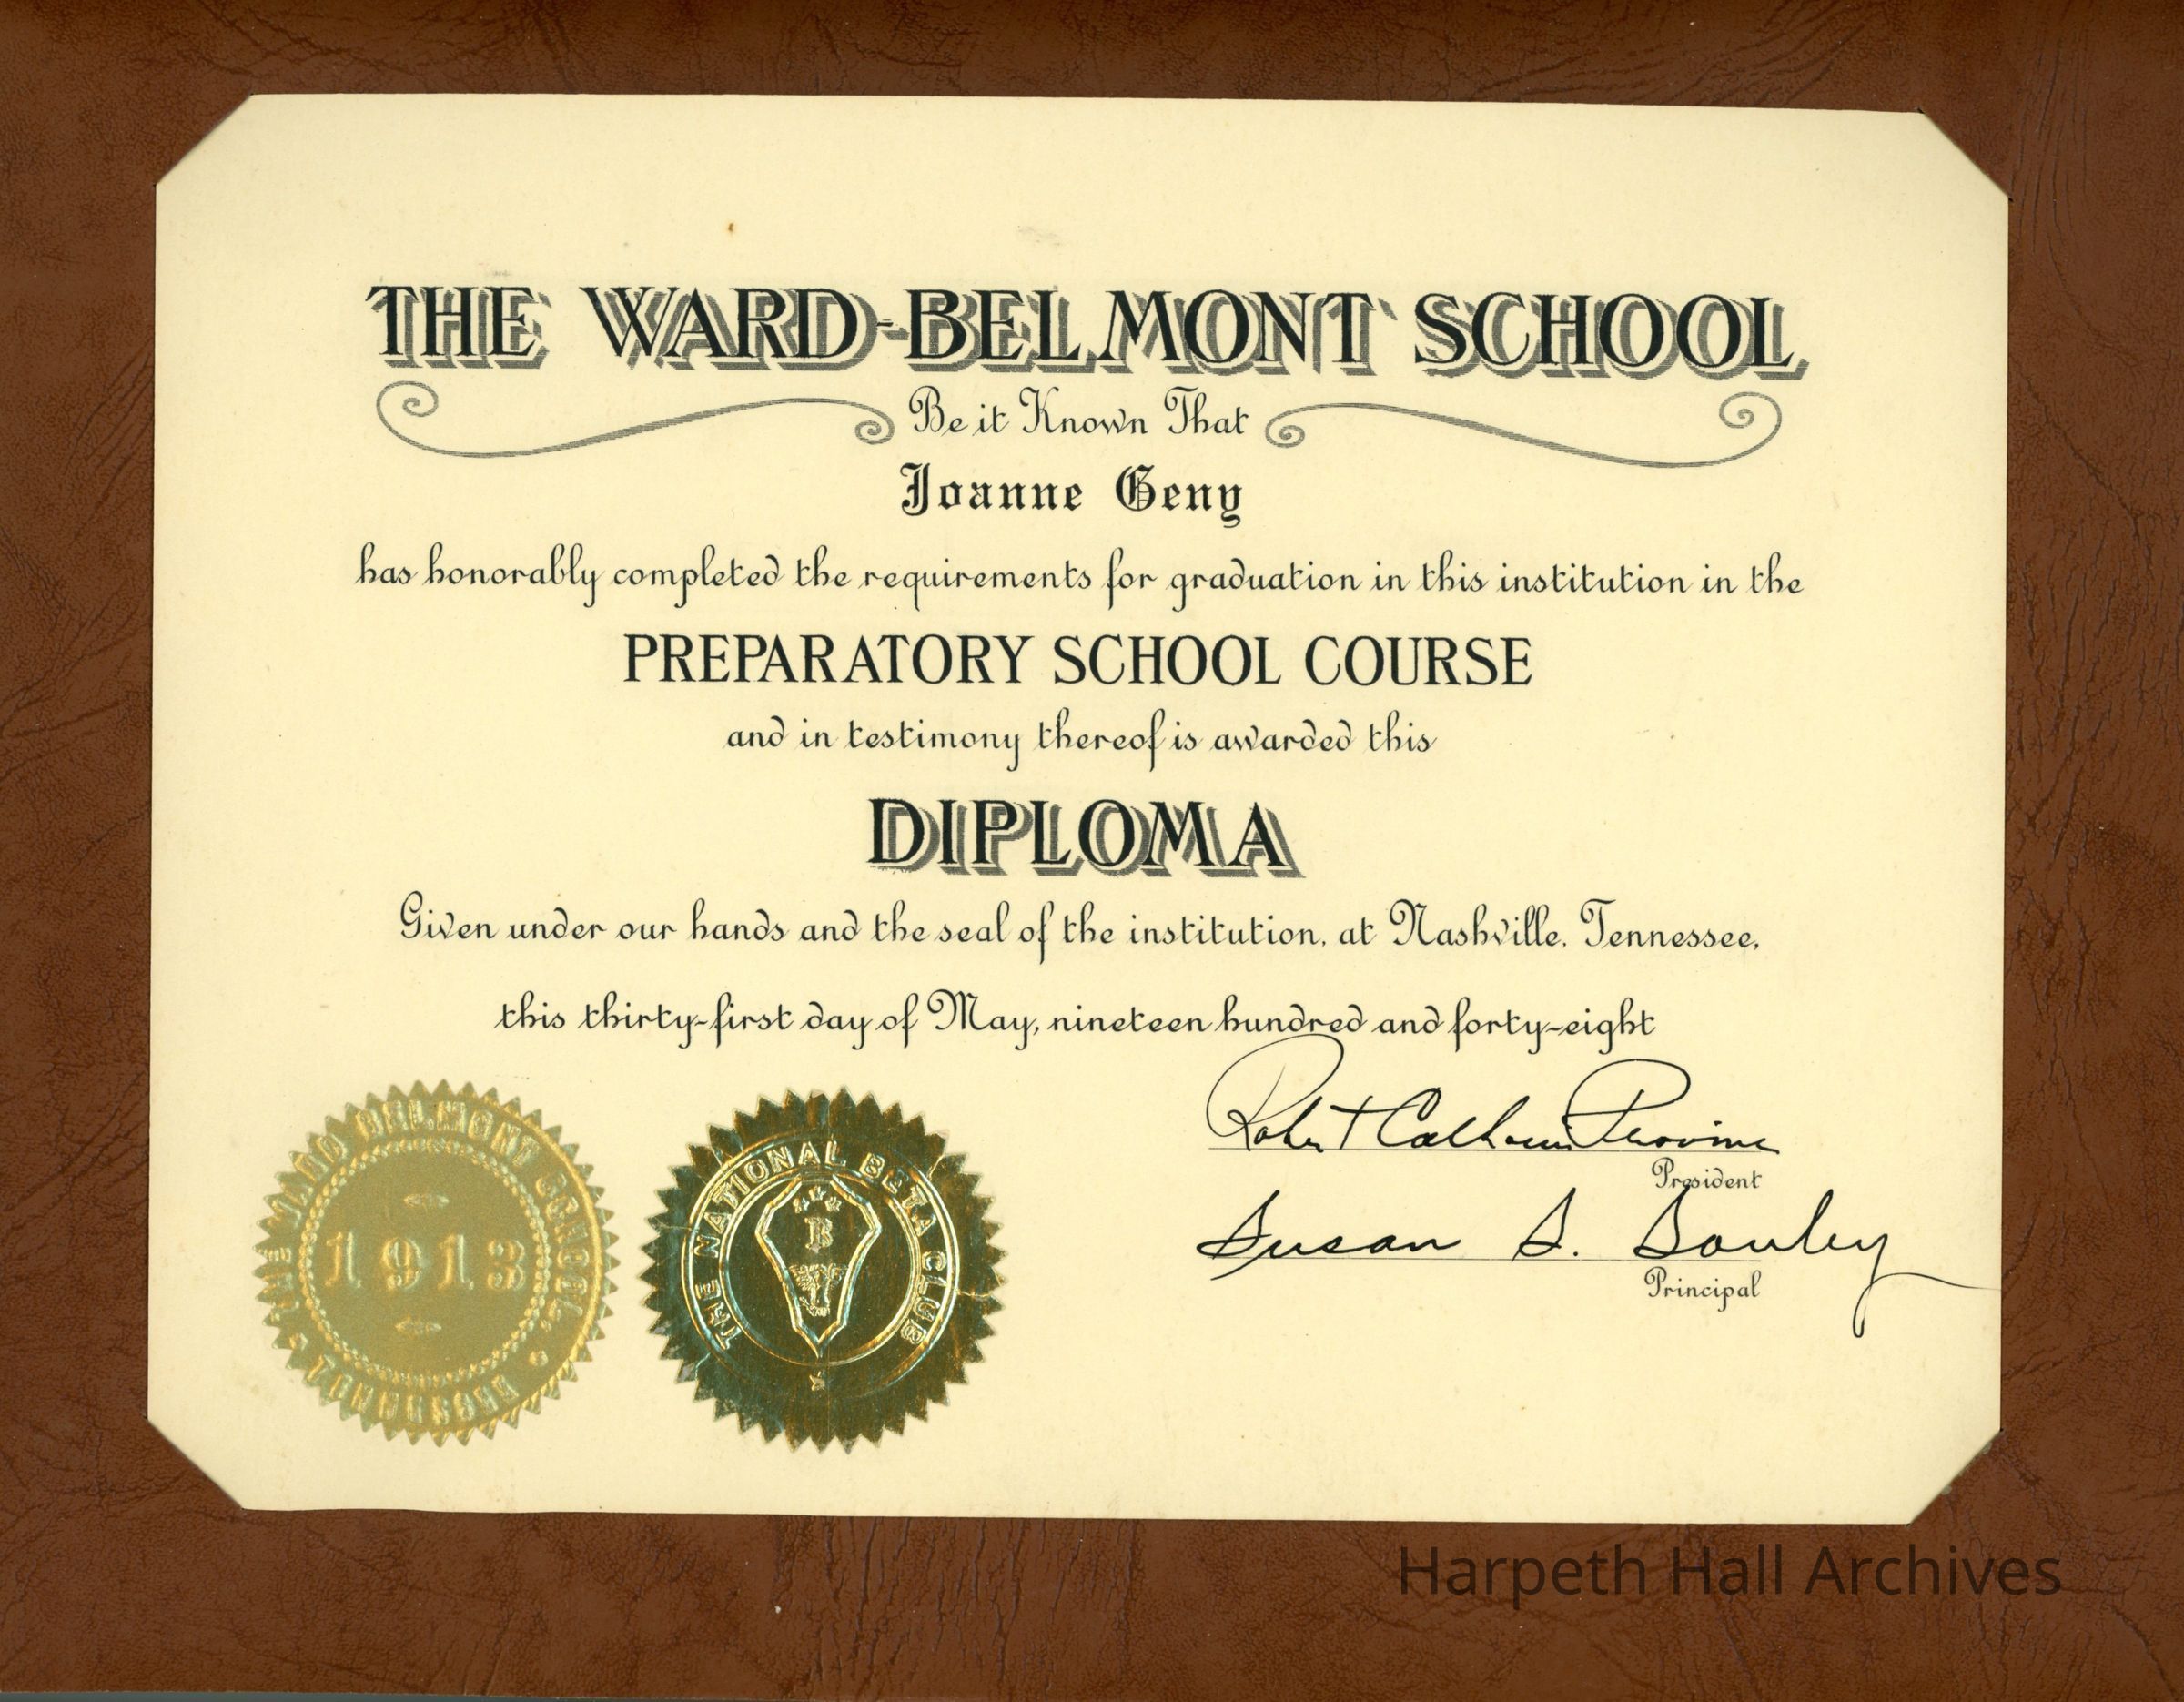 THE WARD-BELMONT SCHOOL
Be it Known That
Joanne Geny
has honorably completed the requirements for graduation in this institution in the
PREPARATORY SCHOOL COURSE
and in testimony thereof is awarded this
DIPLOMA
Given under our hands and the seal of the institution, at Nashville, Tennessee,
this thirty-first day of May, nineteen hundred and forty-eight
Robert Calhoun Provine
President
Susan S. Souby
Principal
THE WARD BELMONT SCHOOL
1913
TENNESSEE
THE NATIONAL BETA CLUB
B
Harpeth Hall Archives